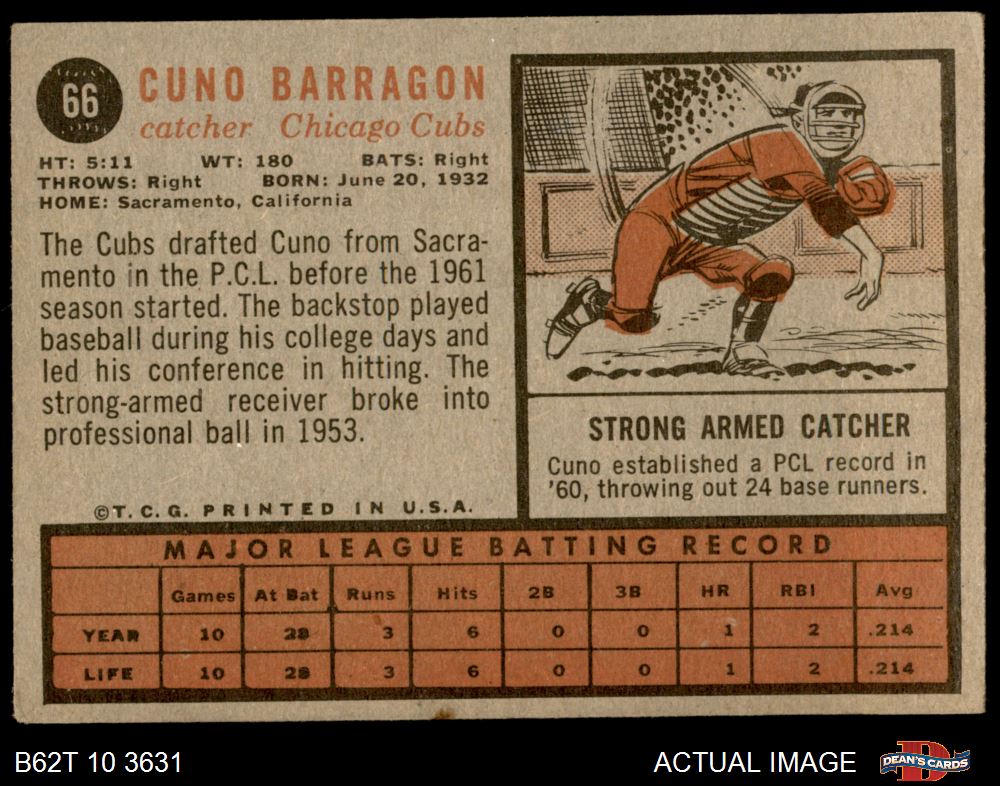 66
CUNO BARRAGON
catcher Chicago Cubs
HT: 5:11 WT: 180 BATS: Right
THROWS: Right BORN: June 20, 1932
HOME: Sacramento, California
The Cubs drafted Cuno from Sacra-
mento in the P.C.L. before the 1961
season started. The backstop played
baseball during his college days and
led his conference in hitting. The
strong-armed receiver broke into
professional ball in 1953.
©T. C. G. PRINTED IN U.S.A.
STRONG ARMED CATCHER
Cuno established a PCL record in
'60, throwing out 24 base runners.
MAJOR LEAGUE BATTING RECORD
Games At Bat Runs Hits 2B 3B HR RBI Avg
YEAR 10 28 3 6 0 0 1 2 .214
LIFE 10 28 3 6 0 0 1 2 .214
B62T 10 3631 ACTUAL IMAGE DEAN'S CARDS